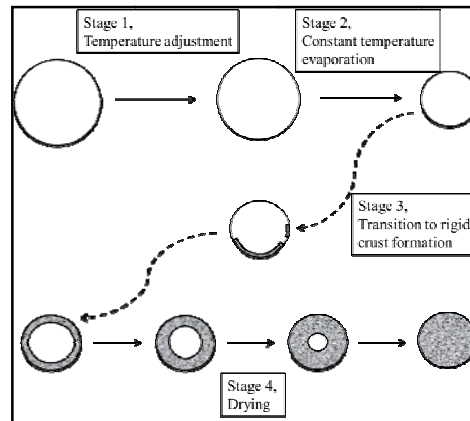 Stage 1,
Temperature adjustment
Stage 2,
Constant temperature
evaporation
Stage 3,
Transition to rigid
crust formation
Stage 4,
Drying